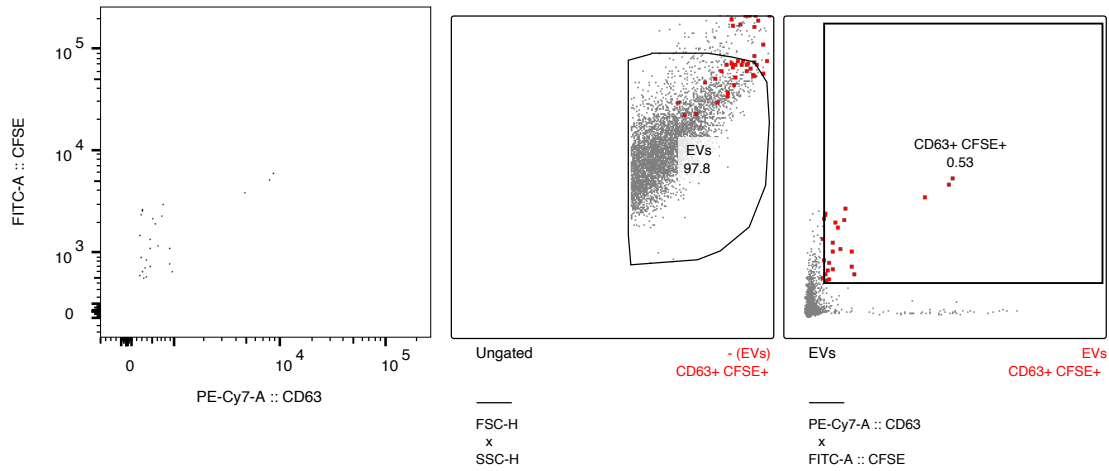 10^5
10^4
10^3
0
FITC-A :: CFSE
0
10^4
10^5
PE-Cy7-A :: CD63
EVs
97.8
Ungated
- (EVs)
CD63+ CFSE+
FSC-H
x
SSC-H
CD63+ CFSE+
0.53
EVs
EVs
CD63+ CFSE+
PE-Cy7-A :: CD63
x
FITC-A :: CFSE